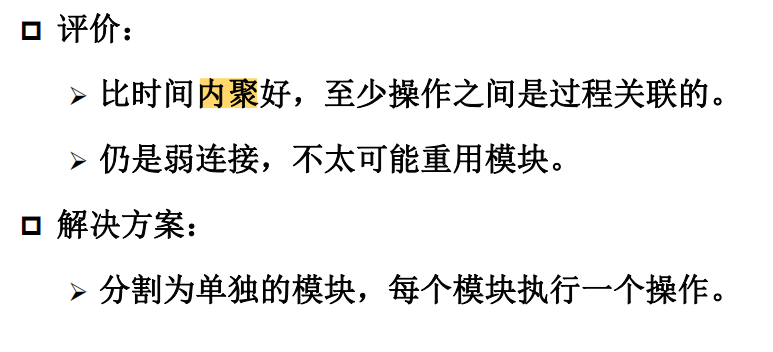 评价：
比时间内聚好，至少操作之间是过程关联的。
仍是弱连接，不太可能重用模块。
解决方案：
分割为单独的模块，每个模块执行一个操作。